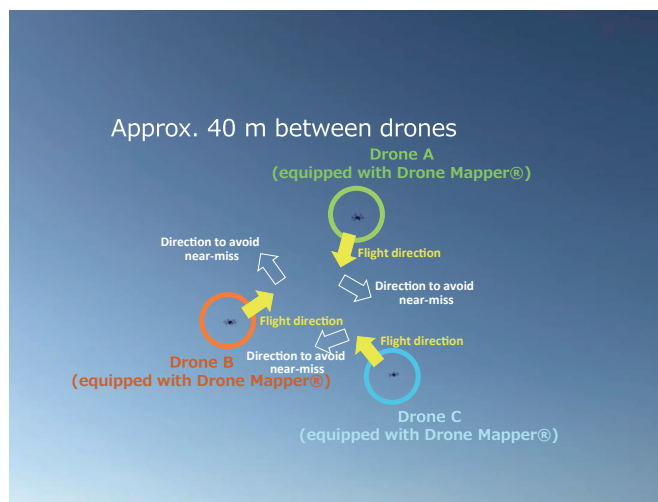 Approx. 40 m between drones
Drone A
(equipped with Drone Mapper®)
Direction to avoid
near-miss
Flight direction
Direction to avoid
near-miss
Flight direction
Flight direction
Direction to avoid
near-miss
Drone B
(equipped with Drone Mapper®)
Drone C
(equipped with Drone Mapper®)